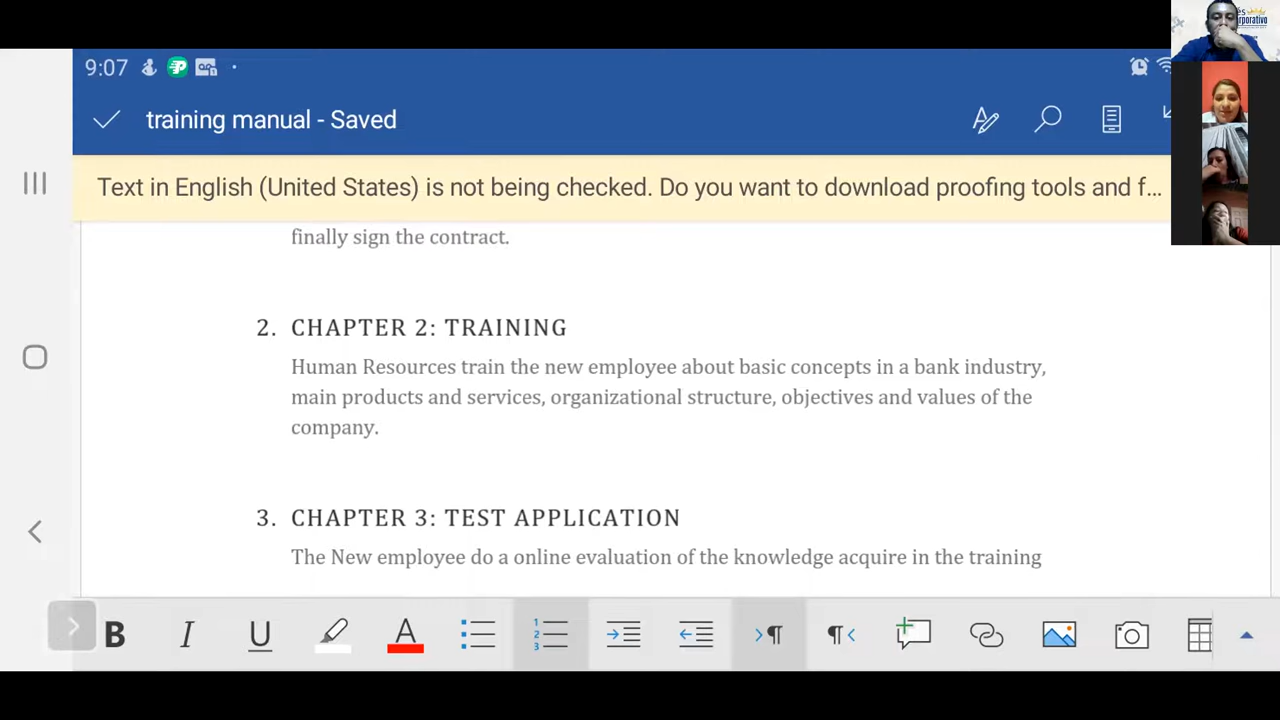 és
rporativo
9:07
training manual - Saved
Text in English (United States) is not being checked. Do you want to download proofing tools and f...
finally sign the contract.
2. CHAPTER 2: TRAINING
Human Resources train the new employee about basic concepts in a bank industry,
main products and services, organizational structure, objectives and values of the
company.
3. CHAPTER 3: TEST APPLICATION
The New employee do a online evaluation of the knowledge acquire in the training
B I U A